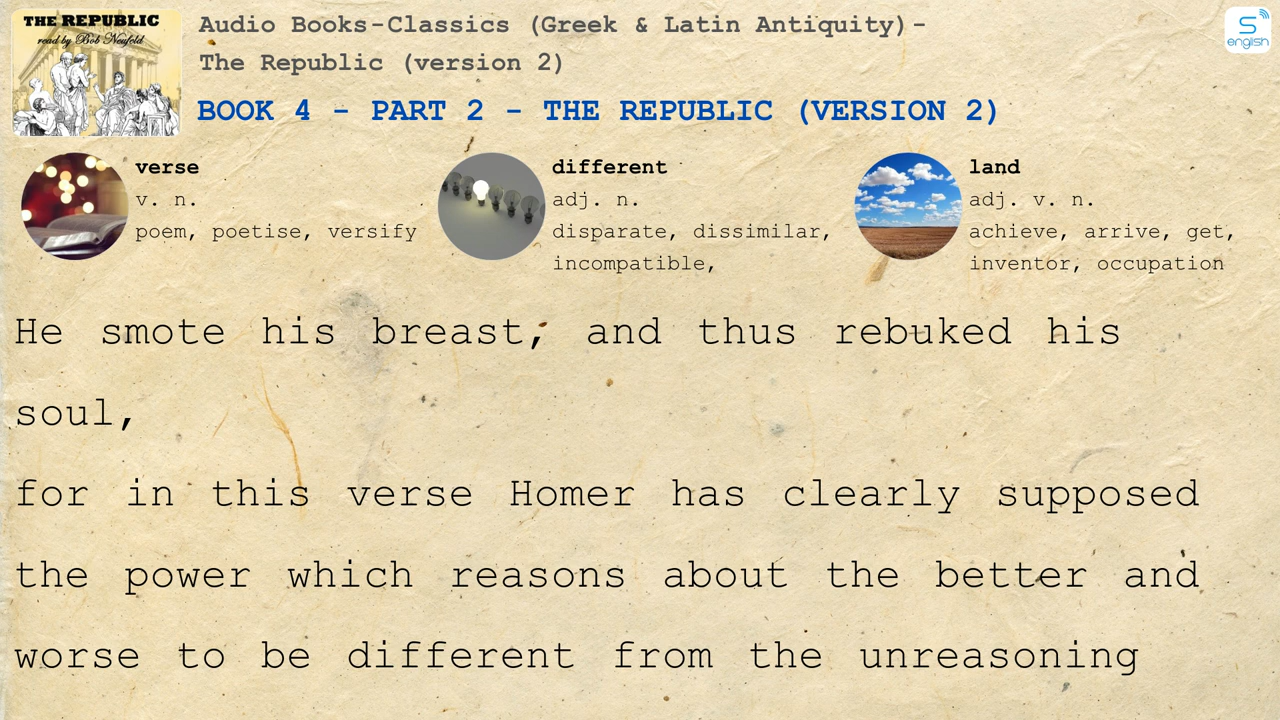 THE REPUBLIC
read by Bob Neufeld
Audio Books-Classics (Greek & Latin Antiquity)-
The Republic (version 2)
BOOK 4 - PART 2 - THE REPUBLIC (VERSION 2)
S
english
verse
v. n.
poem, poetise, versify
different
adj. n.
disparate, dissimilar,
incompatible,
land
adj. v. n.
achieve, arrive, get,
inventor, occupation
He smote his breast, and thus rebuked his
soul,
for in this verse Homer has clearly supposed
the power which reasons about the better and
worse to be different from the unreasoning